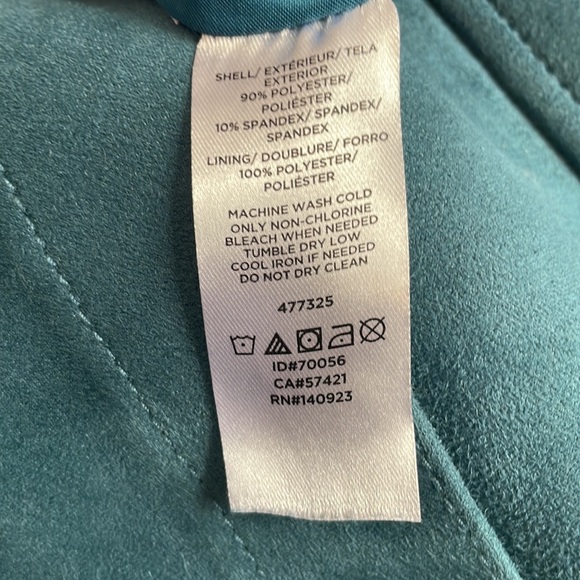 SHELL/ EXTÉRIEUR/ TELA
EXTERIOR
90% POLYESTER/
POLIÉSTER
10% SPANDEX/ SPANDEX/
SPANDEX
LINING/ DOUBLURE/ FORRO
100% POLYESTER/
POLIÉSTER
MACHINE WASH COLD
ONLY NON-CHLORINE
BLEACH WHEN NEEDED
TUMBLE DRY LOW
COOL IRON IF NEEDED
DO NOT DRY CLEAN
477325
ID#70056
CA#57421
RN#140923